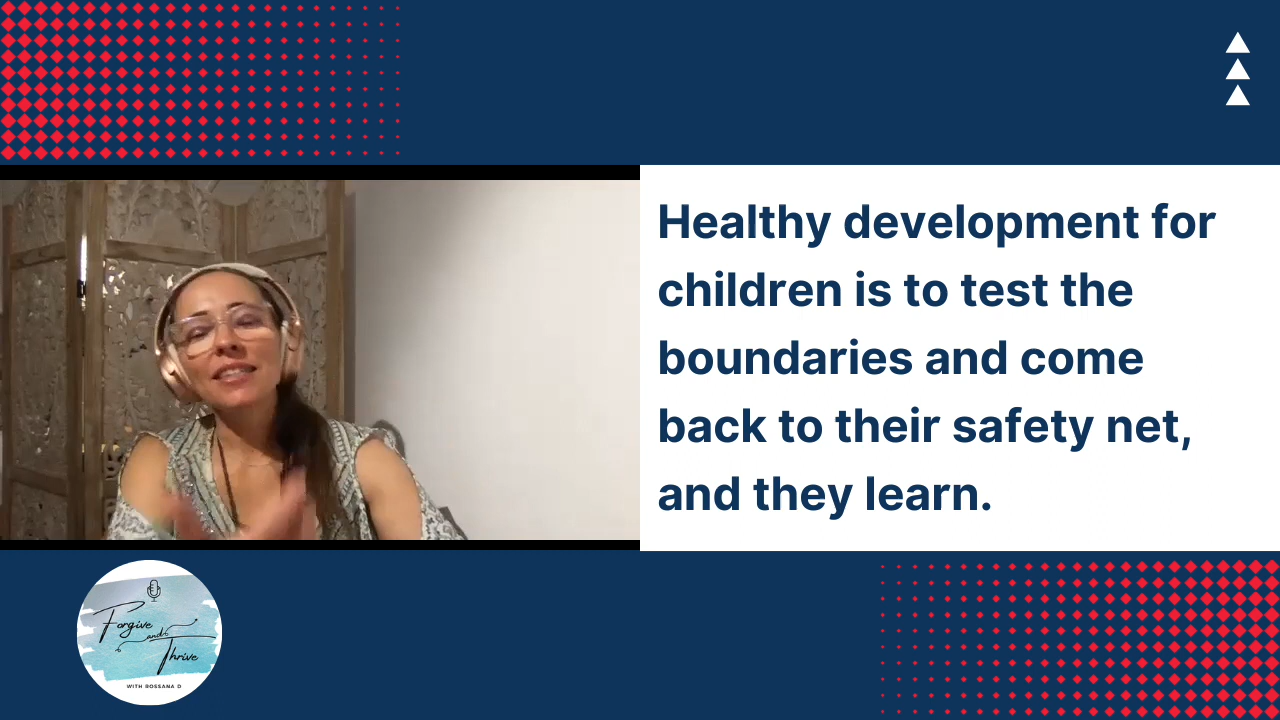 Healthy development for
children is to test the
boundaries and come
back to their safety net,
and they learn.
Forgive
and
Thrive
WITH ROSSANA D